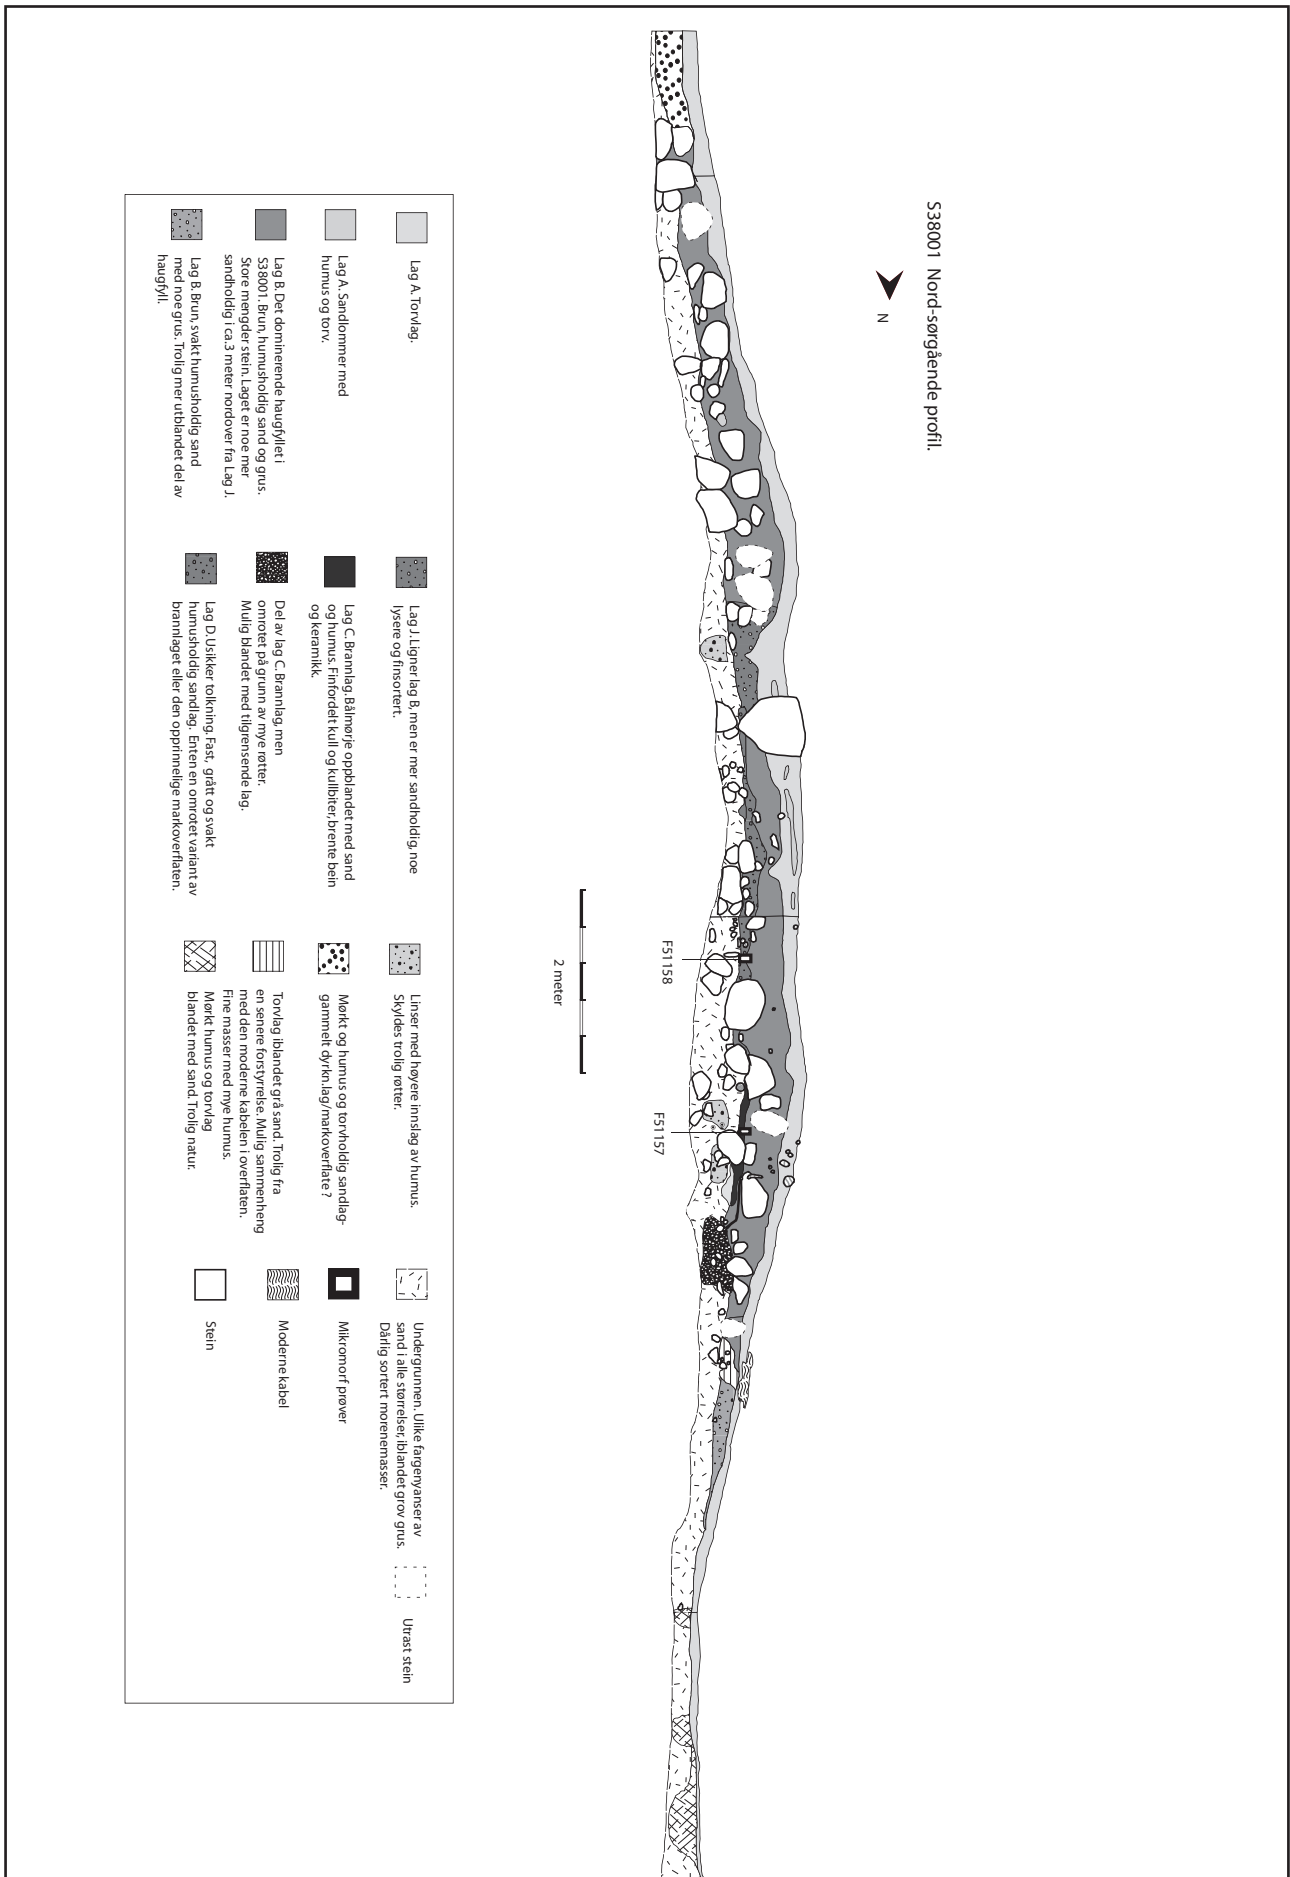 S38001 Nord-sørgående profil.
N
F51158
F51157
2 meter
Lag A. Torvlag.
Lag A. Sandlommer med
humus og torv.
Lag B. Det dominerende haugfyllet i
S38001. Brun, humusholdig sand og grus.
Store mengder stein. Laget er noe mer
sandholdig i ca.3 meter nordover fra Lag J.
Lag B. Brun, svakt humusholdig sand
med noe grus. Trolig mer utblandet del av
haugfyll.
Lag J. Ligner lag B, men er mer sandholdig, noe
lysere og finsortert.
Lag C. Brannlag. Bålmørje oppblandet med sand
og humus. Finfordelt kull og kullbiter, brente bein
og keramikk.
Del av lag C. Brannlag, men
omrotet på grunn av mye røtter.
Mulig blandet med tilgrensende lag.
Lag D. Usikker tolkning. Fast, grått og svakt
humusholdig sandlag. Enten en omrotet variant av
brannlaget eller den opprinnelige markoverflaten.
Linser med høyere innslag av humus.
Skyldes trolig røtter.
Mørkt og humus og torvholdig sandlag-
gammelt dyrkn.lag/markoverflate ?
Torvlag iblandet grå sand. Trolig fra
en senere forstyrrelse. Mulig sammenheng
med den moderne kabelen i overflaten.
Fine masser med mye humus.
Mørkt humus og torvlag
blandet med sand. Trolig natur.
Undergrunnen. Ulike fargenyanser av
sand i alle størrelser, iblandet grov grus.
Dårlig sortert morenemasser.
Mikromorf prøver
Moderne kabel
Stein
Utrast stein